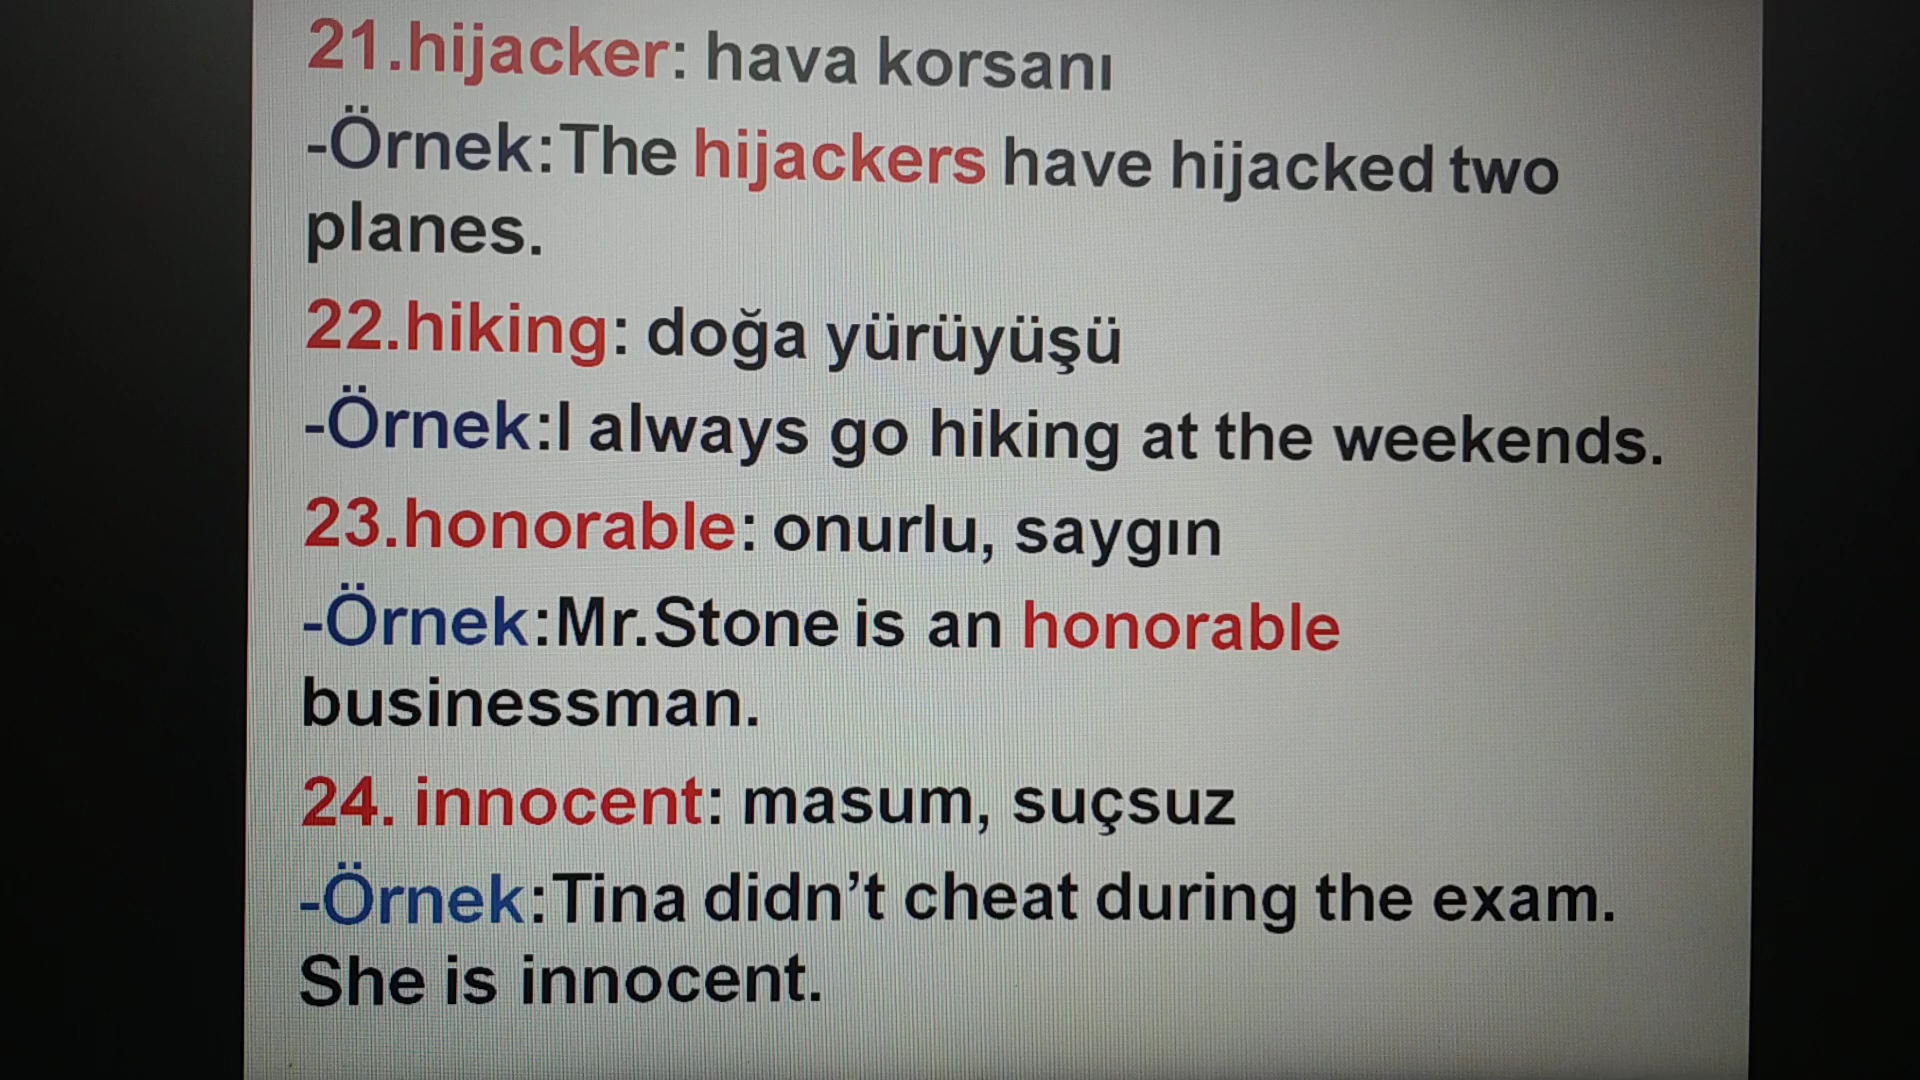 21.hijacker: hava korsanı
-Örnek:The hijackers have hijacked two
planes.
22.hiking: doğa yürüyüşü
-Örnek:I always go hiking at the weekends.
23.honorable: onurlu, saygın
-Örnek:Mr.Stone is an honorable
businessman.
24. innocent: masum, suçsuz
-Örnek:Tina didn’t cheat during the exam.
She is innocent.